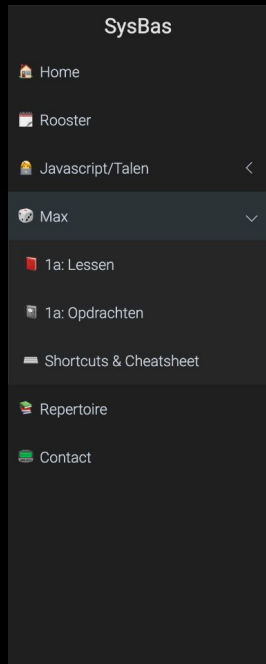 SysBas
Home
Rooster
Javascript/Talen
Max
1a: Lessen
1a: Opdrachten
Shortcuts & Cheatsheet
Repertoire
Contact